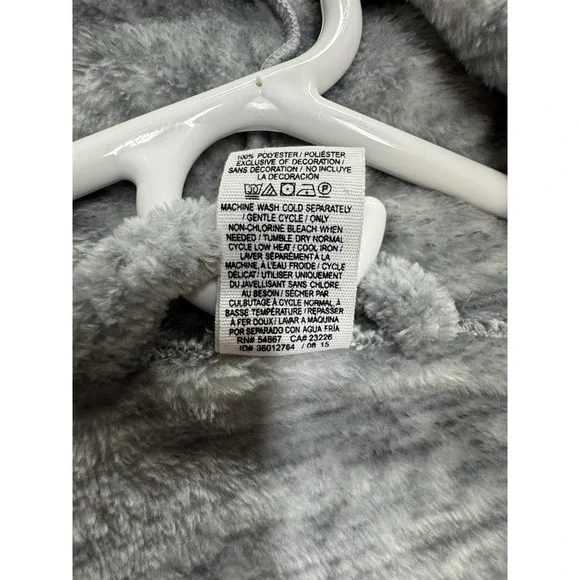 100% POLYESTER / POLIÉSTER
EXCLUSIVE OF DECORATION /
SANS DÉCORATION / NO INCLUYE
LA DECORACIÓN
30 P
MACHINE WASH COLD SEPARATELY
/ GENTLE CYCLE / ONLY
NON-CHLORINE BLEACH WHEN
NEEDED / TUMBLE DRY NORMAL
CYCLE LOW HEAT / COOL IRON /
LAVER SÉPARÉMENT À LA
MACHINE, À L'EAU FROIDE / CYCLE
DÉLICAT / UTILISER UNIQUEMENT
DU JAVELLISANT SANS CHLORE
AU BESOIN / SÉCHER PAR
CULBUTAGE À CYCLE NORMAL, À
BASSE TEMPÉRATURE / REPASSER
À FER DOUX / LAVAR A MÁQUINA
POR SEPARADO CON AGUA FRÍA
RN# 54867 CA# 23226
ID# 36012764 / 08 15